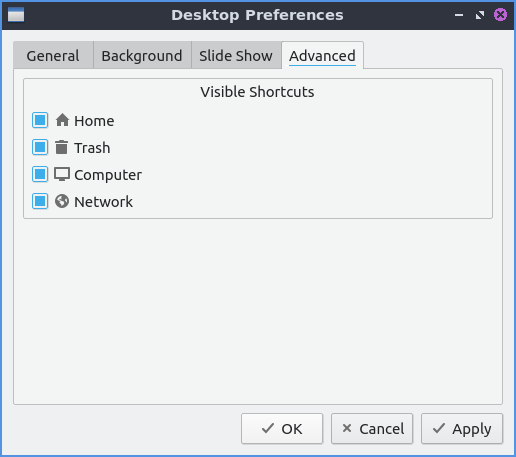 Desktop Preferences
General Background Slide Show Advanced
Visible Shortcuts
Home
Trash
Computer
Network
OK Cancel Apply